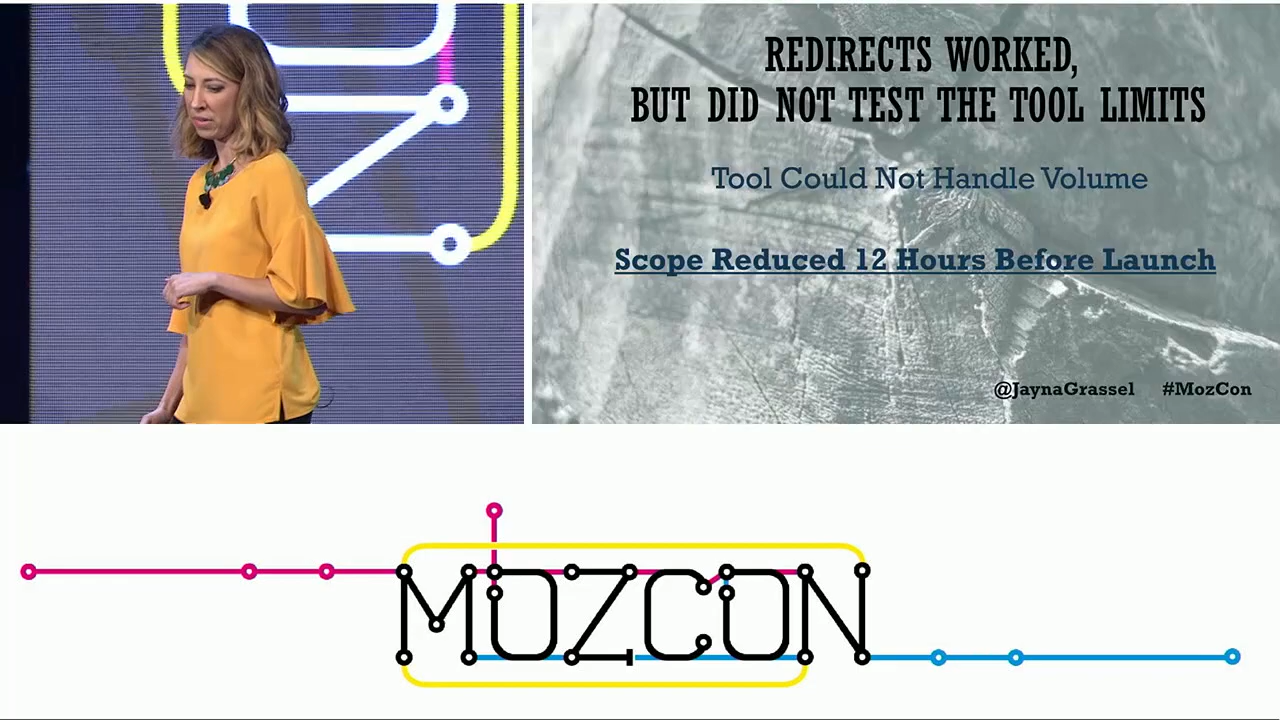 REDIRECTS WORKED,
BUT DID NOT TEST THE TOOL LIMITS
Tool Could Not Handle Volume
Scope Reduced 12 Hours Before Launch
@JaynaGrassel #MozCon
MOZCON